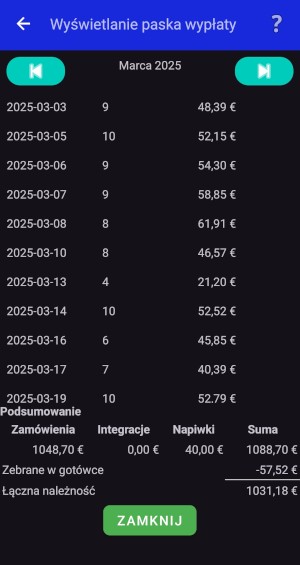 Wyświetlanie paska wypłaty ?
Marca 2025
2025-03-03 9 48,39 €
2025-03-05 10 52,15 €
2025-03-06 9 54,30 €
2025-03-07 9 58,85 €
2025-03-08 8 61,91 €
2025-03-10 8 46,57 €
2025-03-13 4 21,20 €
2025-03-14 10 52,52 €
2025-03-16 6 45,85 €
2025-03-17 7 40,39 €
2025-03-19 10 52,79 €
Podsumowanie
Zamówienia Integracje Napiwki Suma
1048,70 € 0,00 € 40,00 € 1088,70 €
Zebrane w gotówce -57,52 €
Łączna należność 1031,18 €
ZAMKNIJ